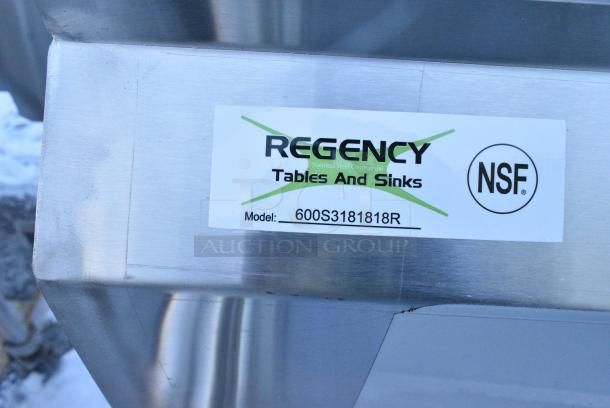 REGENCY
Tables And Sinks
Model: 600S3181818R
NSF®
AUCTION GROUP